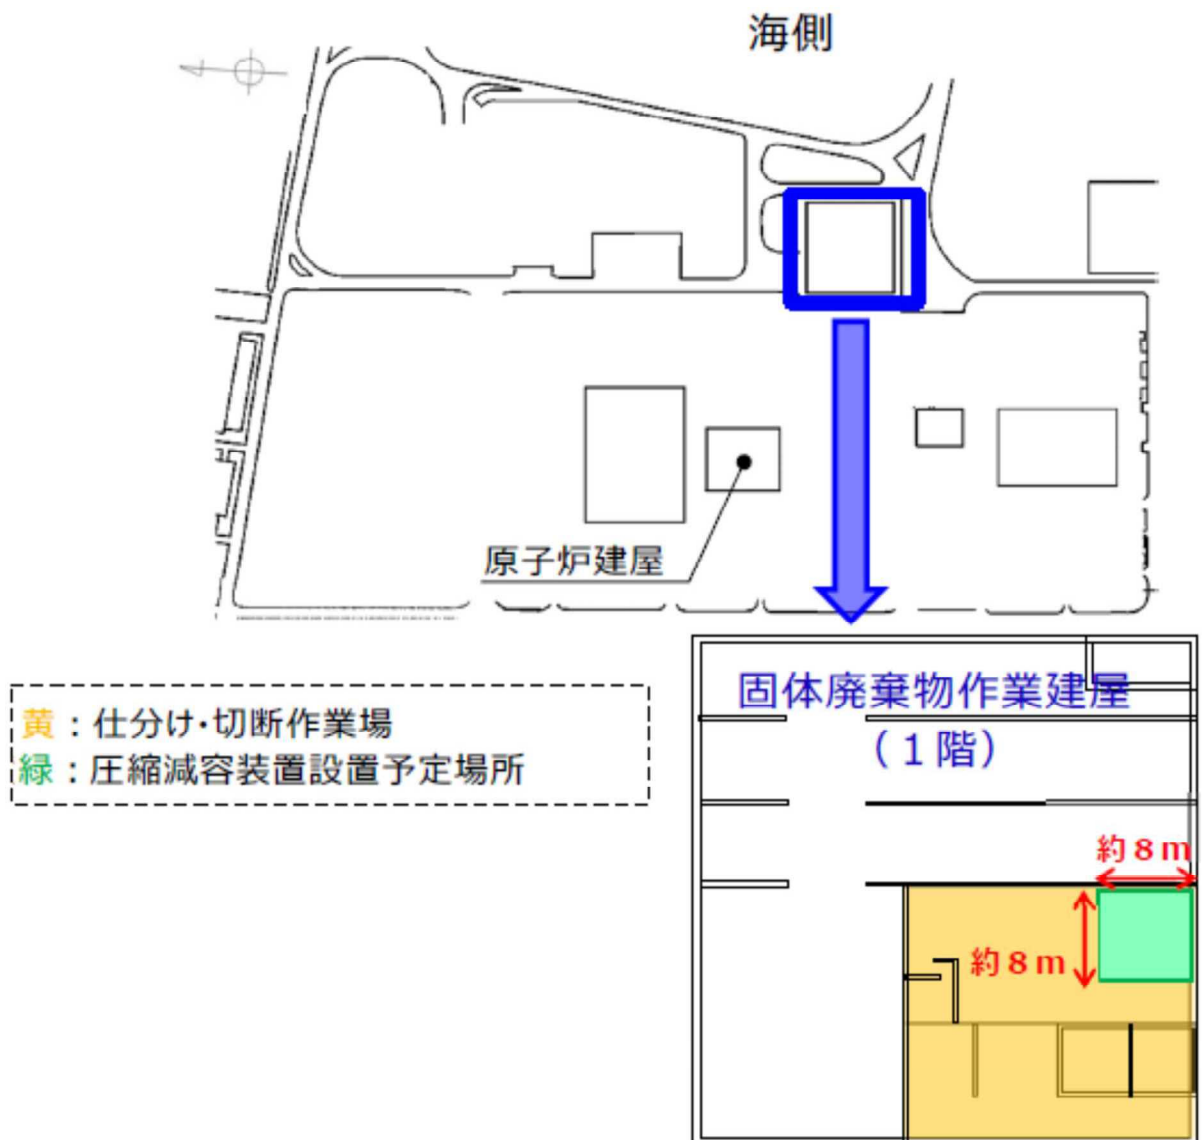 海側
原子炉建屋
固体廃棄物作業建屋
(１階)
黄：仕分け・切断作業場
緑：圧縮減容装置設置予定場所
約８ｍ
約８ｍ